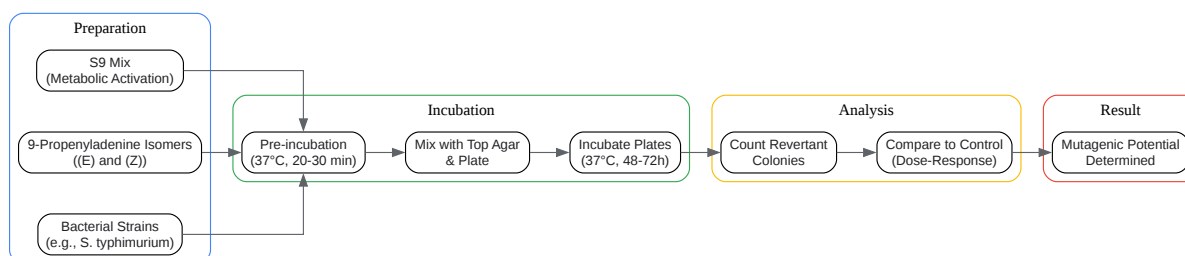 Preparation
S9 Mix
(Metabolic Activation)
9-Propenyladenine Isomers
((E) and (Z))
Bacterial Strains
(e.g., S. typhimurium)
Incubation
Pre-incubation
(37°C, 20-30 min)
Mix with Top Agar
& Plate
Incubate Plates
(37°C, 48-72h)
Analysis
Count Revertant
Colonies
Compare to Control
(Dose-Response)
Result
Mutagenic Potential
Determined